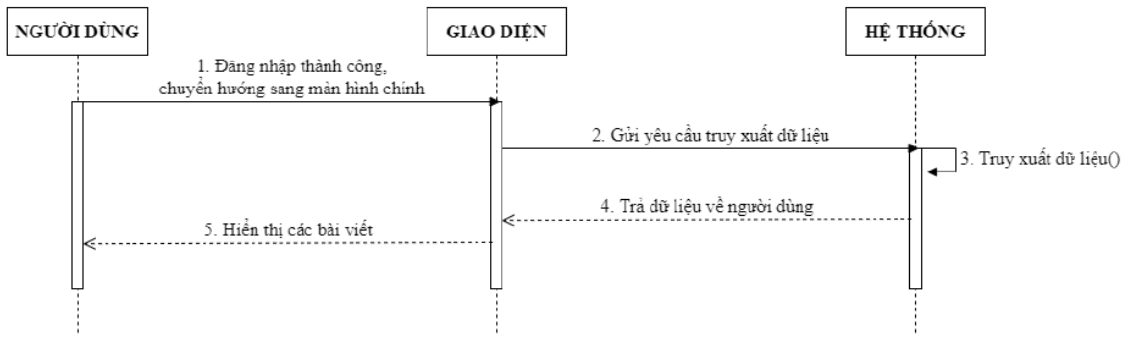 NGƯỜI DÙNG
GIAO DIỆN
HỆ THỐNG
1. Đăng nhập thành công,
chuyển hướng sang màn hình chính
2. Gửi yêu cầu truy xuất dữ liệu
3. Truy xuất dữ liệu()
4. Trả dữ liệu về người dùng
5. Hiển thị các bài viết